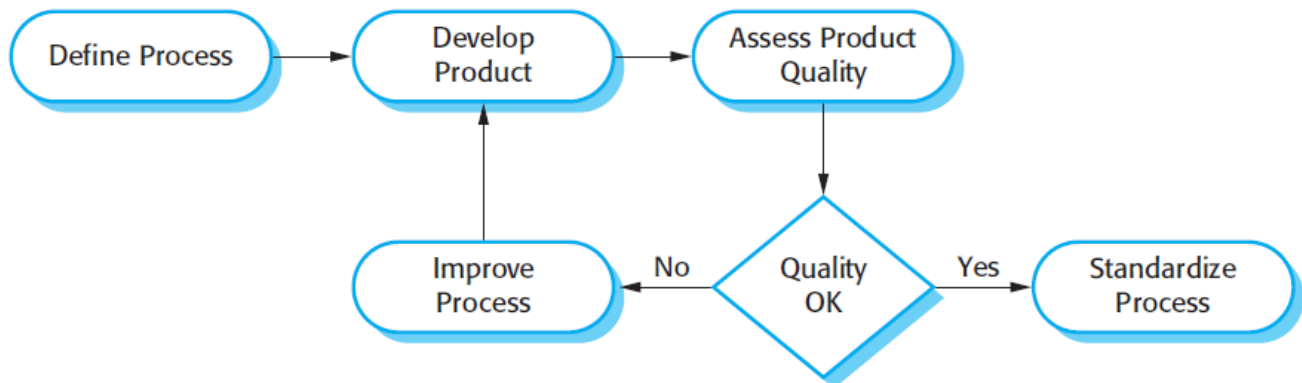 Define Process
Develop
Product
Assess Product
Quality
Improve
Process
No
Quality
OK
Yes
Standardize
Process